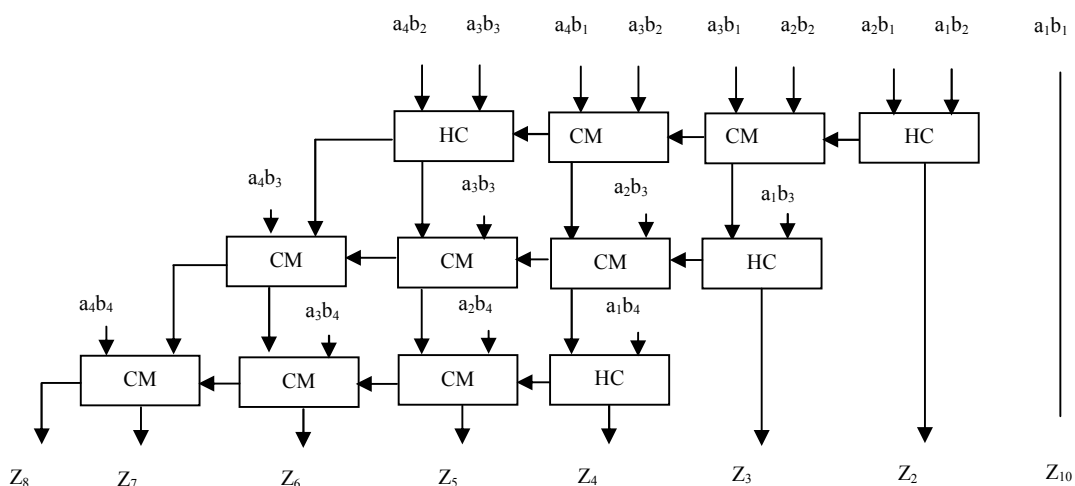 a₄b₂ a₃b₃ a₄b₁ a₃b₂ a₃b₁ a₂b₂ a₂b₁ a₁b₂ a₁b₁
HC CM CM HC
a₄b₃ a₃b₃ a₂b₃ a₁b₃
CM CM CM HC
a₄b₄ a₃b₄ a₂b₄ a₁b₄
CM CM CM HC
Z₈ Z₇ Z₆ Z₅ Z₄ Z₃ Z₂ Z₁₀